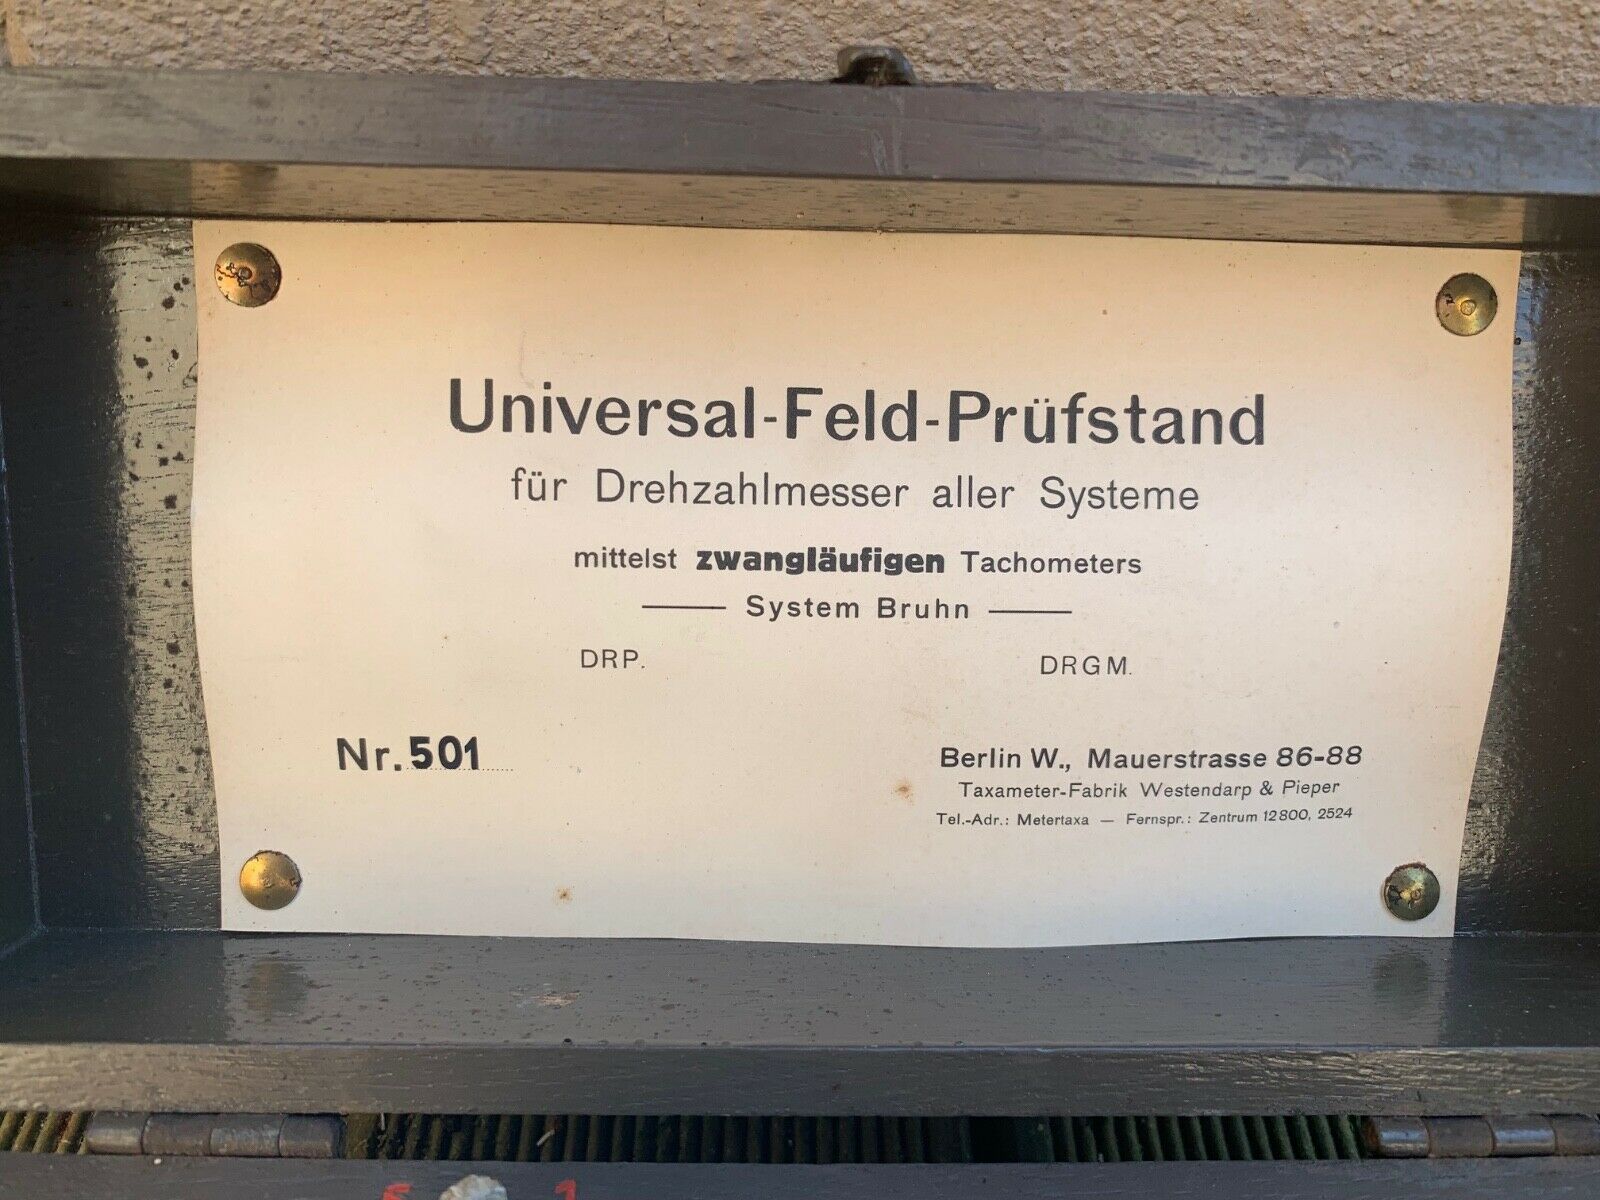 Universal-Feld-Prüfstand
für Drehzahlmesser aller Systeme
mittelst zwangläufigen Tachometers
— System Bruhn —
DRP. DRGM.
Nr. 501
Berlin W., Mauerstrasse 86-88
Taxameter-Fabrik Westendarp & Pieper
Tel.-Adr.: Metertaxa — Fernspr.: Zentrum 12800, 2524